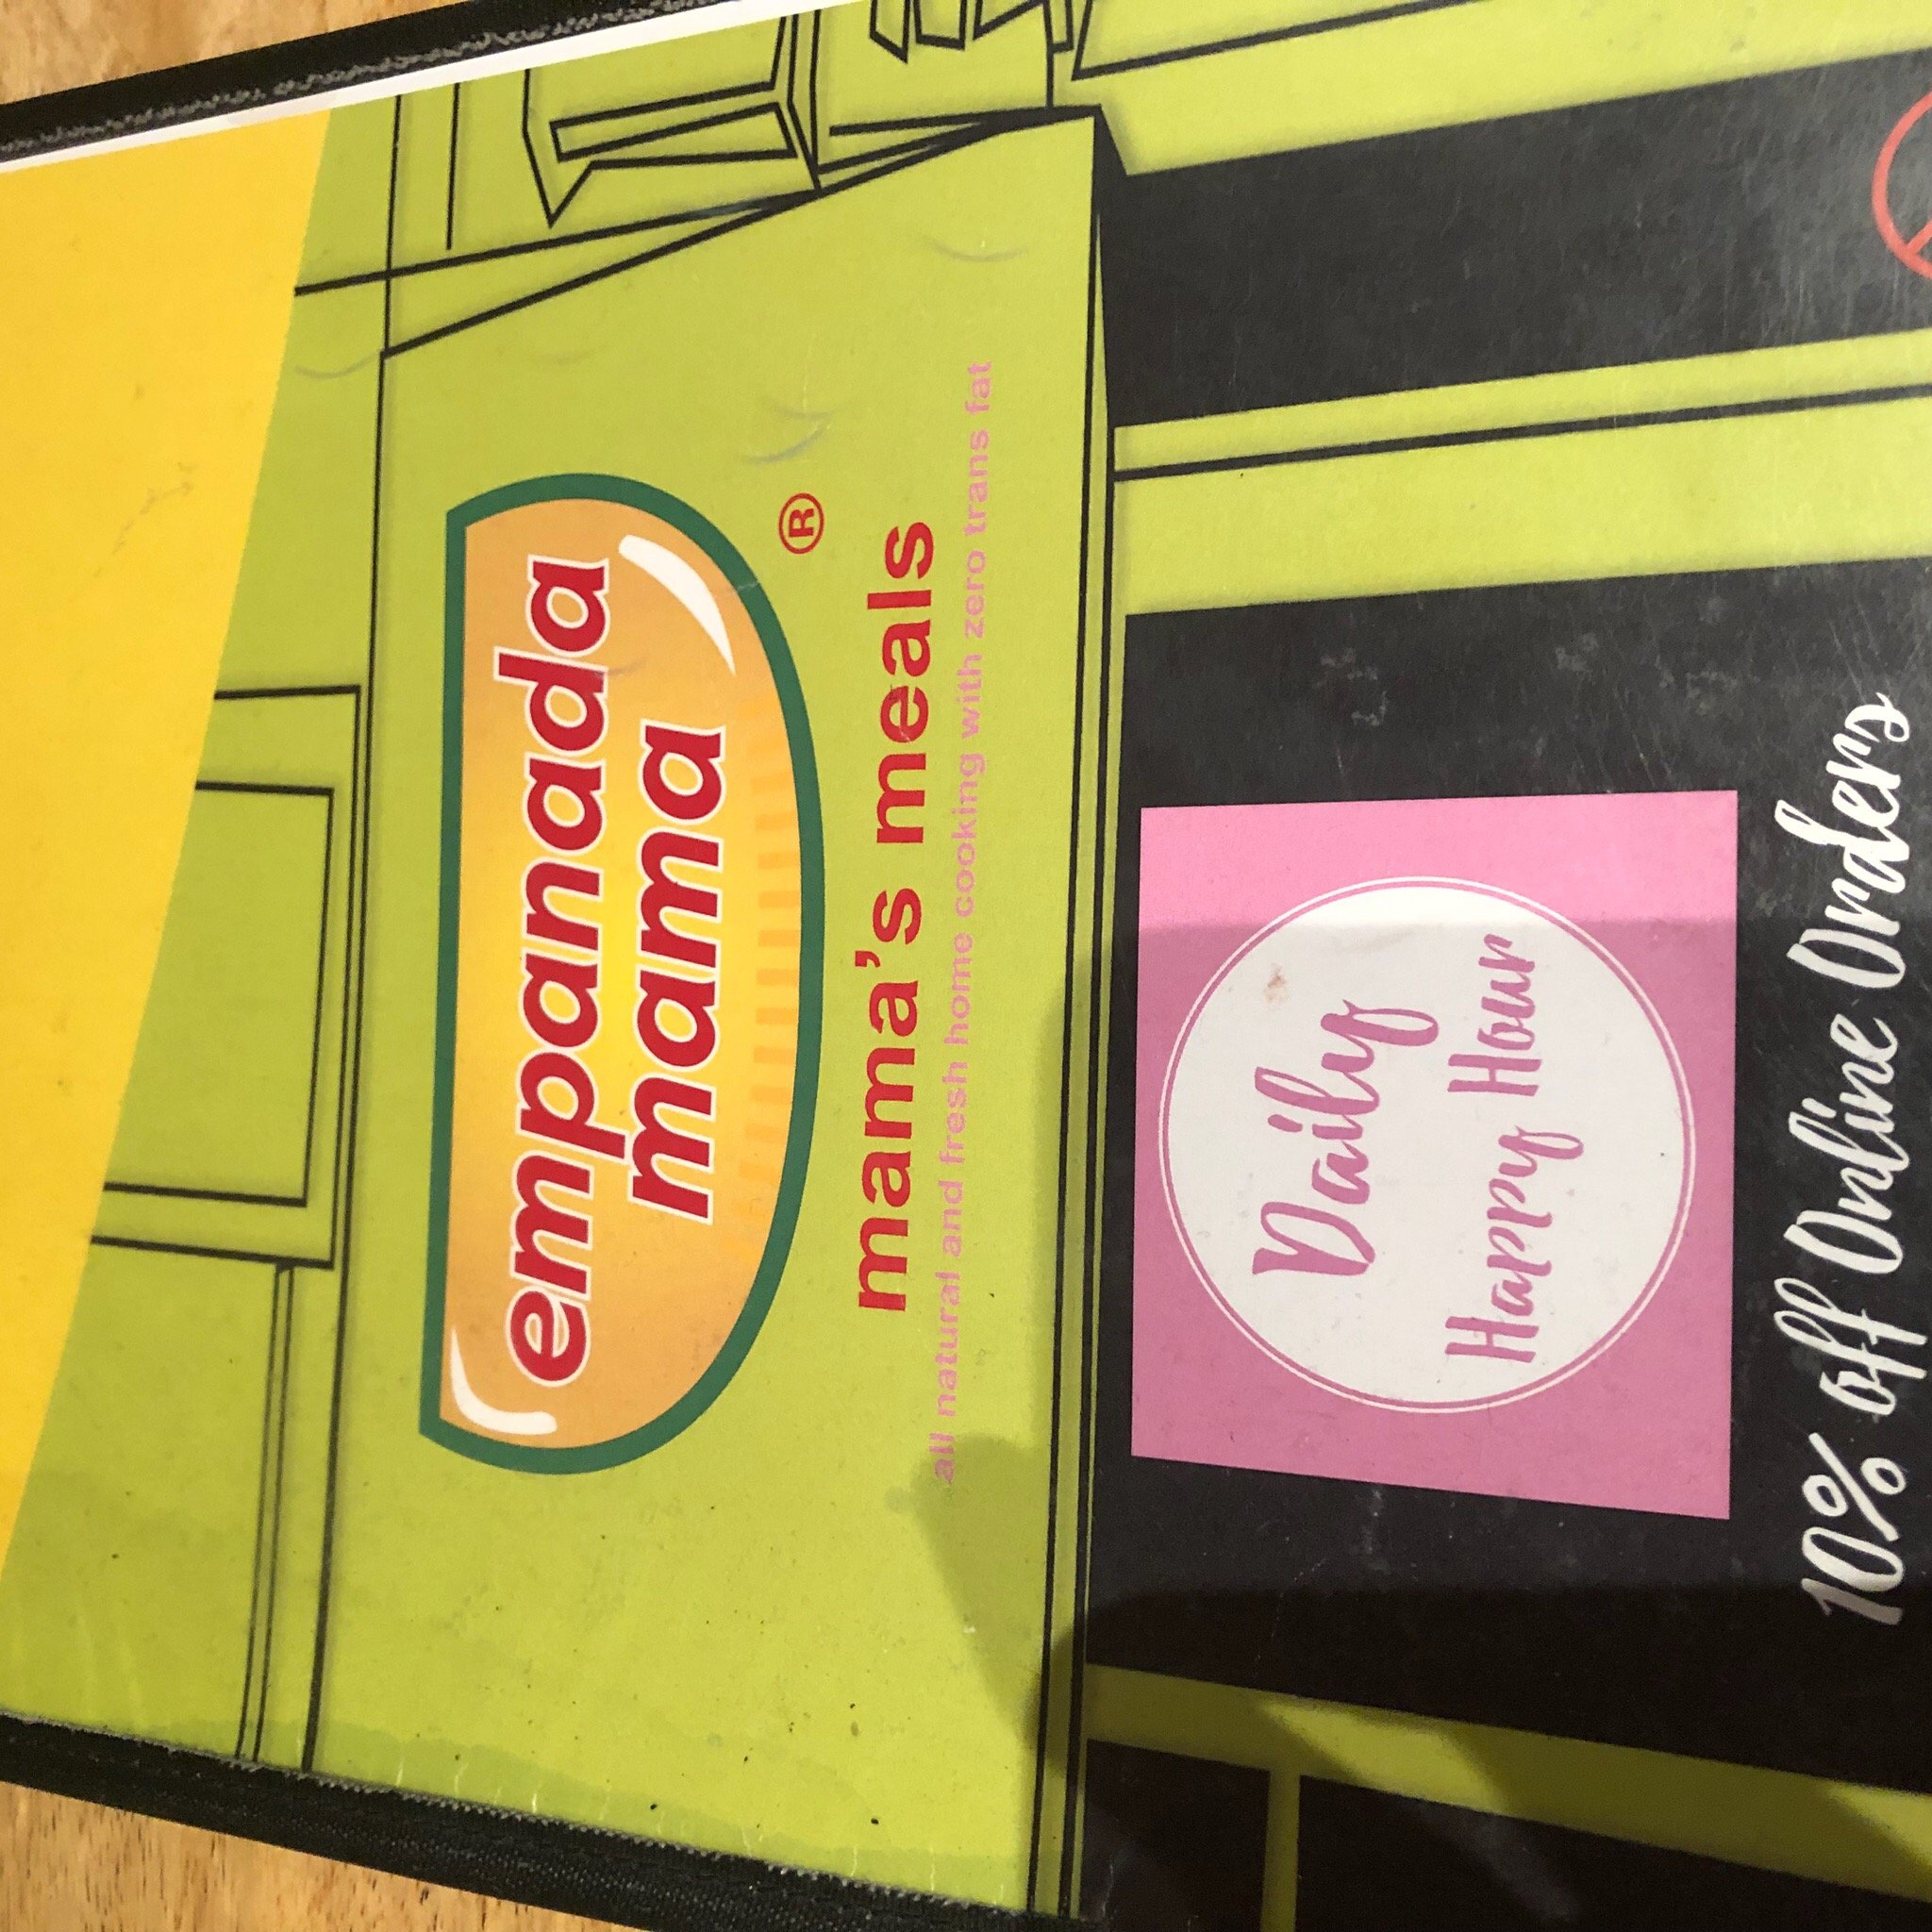 empanada
mama
®
mama's meals
all natural and fresh home cooking with zero trans fat
Daily
Happy Hour
10% off Online Orders